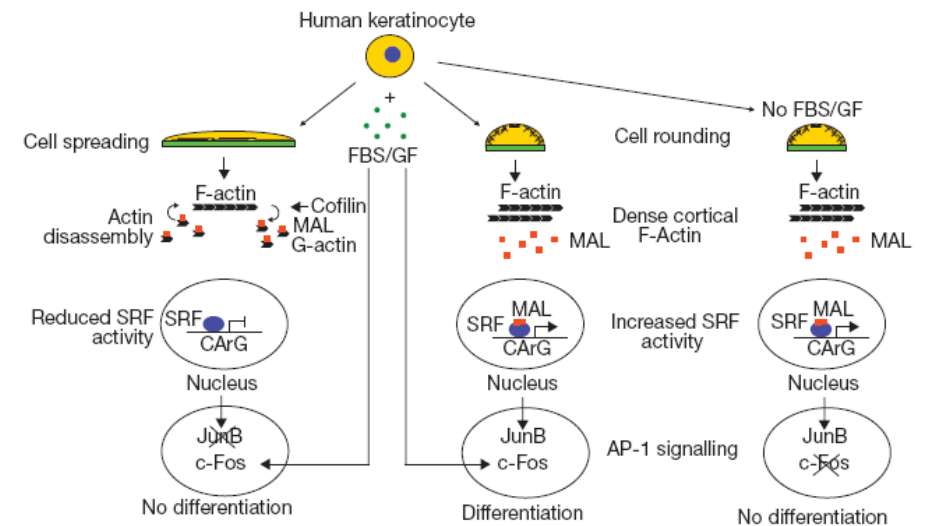 Human keratinocyte
+
No FBS/GF
Cell spreading
FBS/GF
Cell rounding
F-actin
Cofilin
MAL
G-actin
Actin
disassembly
F-actin
MAL
Dense cortical
F-Actin
F-actin
MAL
Reduced SRF
activity
SRF
CArG
Nucleus
MAL
SRF
CArG
Nucleus
Increased SRF
activity
MAL
SRF
CArG
Nucleus
JunB
c-Fos
No differentiation
JunB
c-Fos
Differentiation
AP-1 signalling
JunB
c-Fos
No differentiation